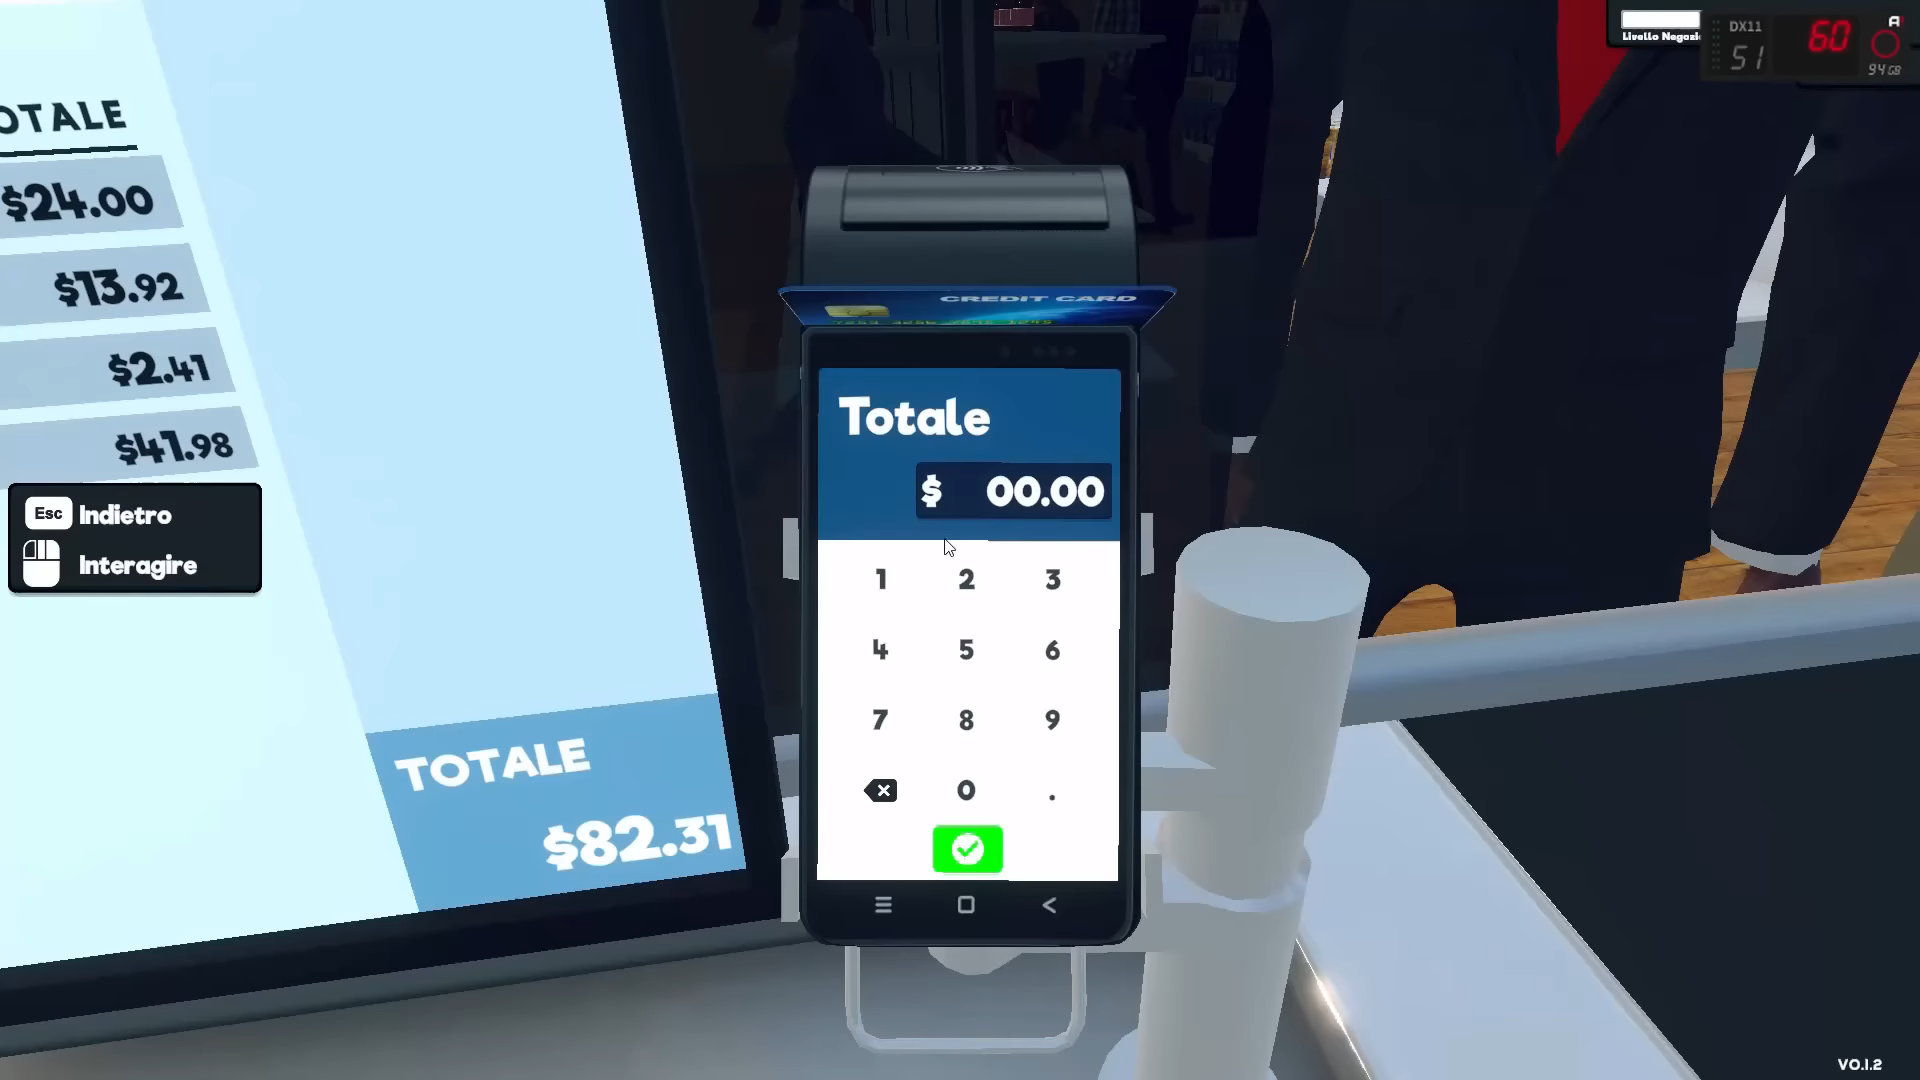 OTALE
$24.00
$13.92
$2.41
$41.98
Esc Indietro
Interagire
TOTALE
$82.31
CREDIT CARD
Totale
$ 00.00
1 2 3
4 5 6
7 8 9
0 .
Livello Negozi
DX11
51
60
94 GB
V0.1.2